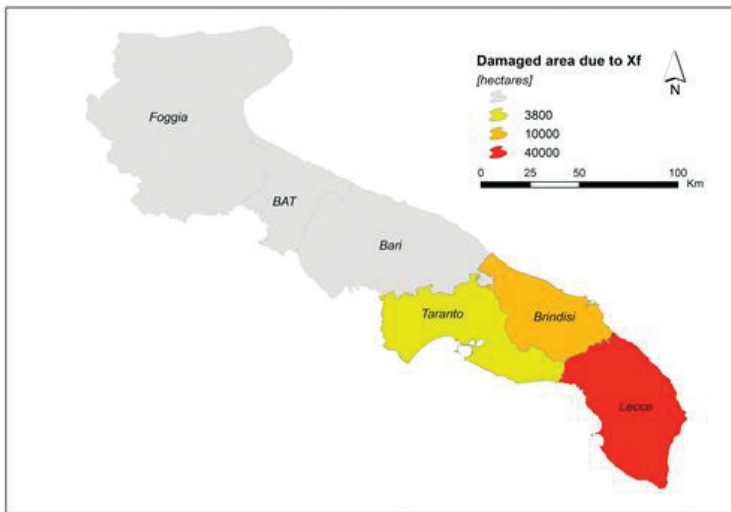 Damaged area due to Xf
[hectares]
N
3800
10000
40000
0 25 50 100
Km
Foggia
BAT
Bari
Taranto
Brindisi
Lecce